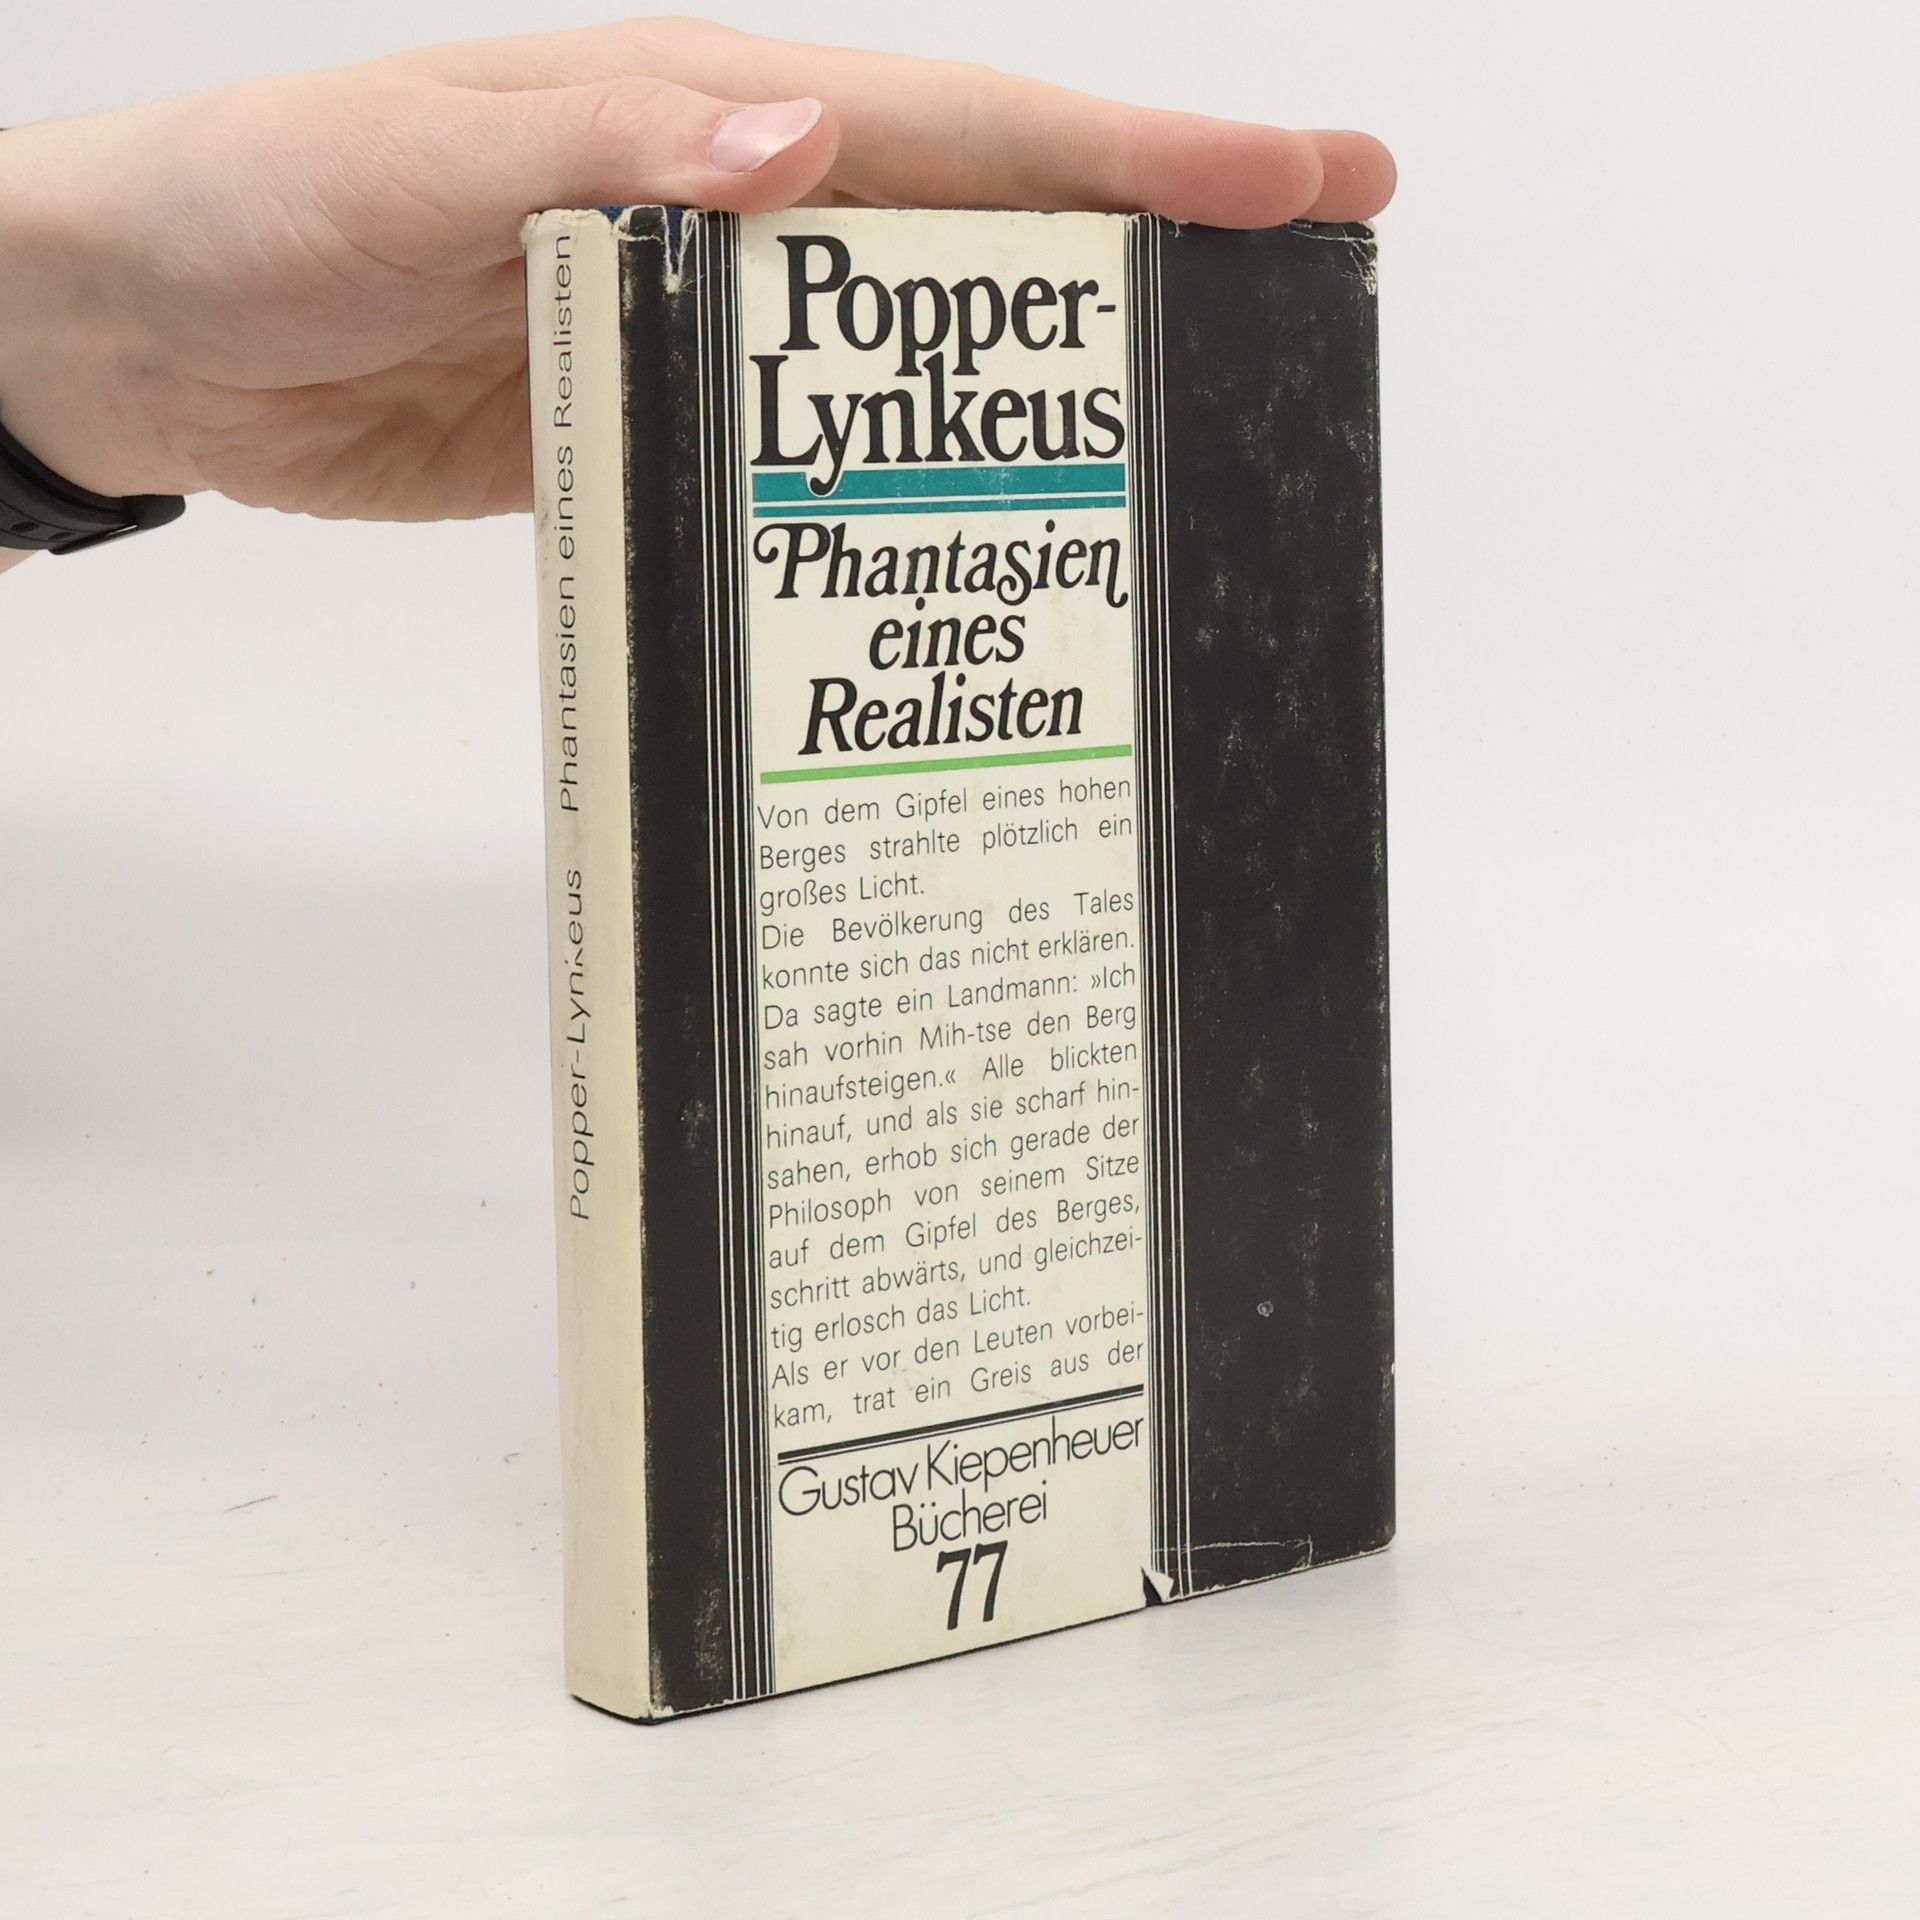 Popper-Lynkeus Phantasien eines Realisten
Popper-
Lynkeus
Phantasien
eines
Realisten
Von dem Gipfel eines hohen
Berges strahlte plötzlich ein
großes Licht.
Die Bevölkerung des Tales
konnte sich das nicht erklären.
Da sagte ein Landmann: »Ich
sah vorhin Mih-tse den Berg
hinaufsteigen.« Alle blickten
hinauf, und als sie scharf hin-
sahen, erhob sich gerade der
Philosoph von seinem Sitze
auf dem Gipfel des Berges,
schritt abwärts, und gleichzei-
tig erlosch das Licht.
Als er vor den Leuten vorbei-
kam, trat ein Greis aus der
Gustav Kiepenheuer
Bücherei
77